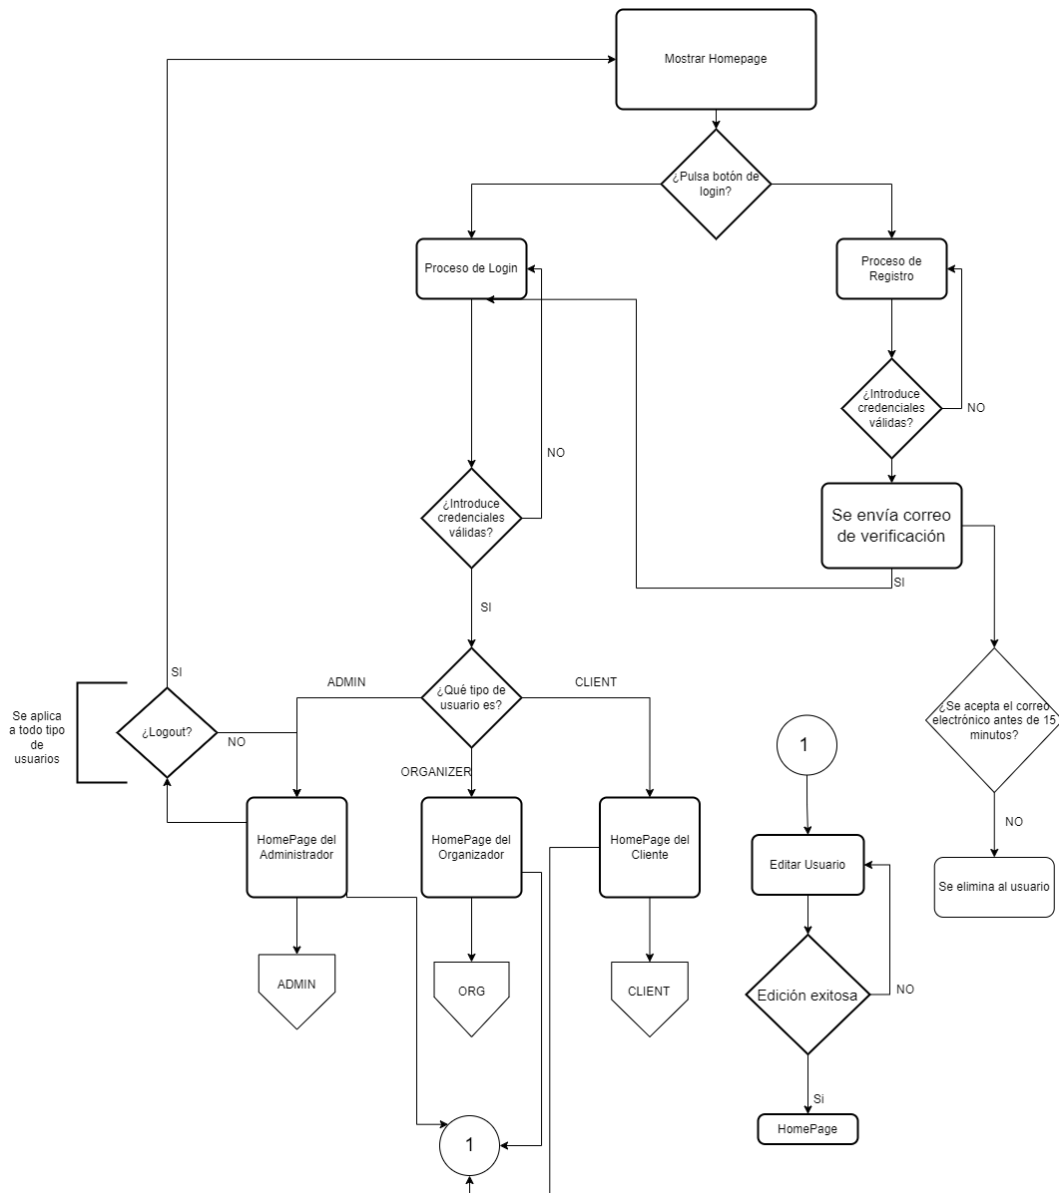 Mostrar Homepage
¿Pulsa botón de
login?
Proceso de Login
Proceso de
Registro
¿Introduce
credenciales
válidas?
NO
NO
¿Introduce
credenciales
válidas?
Se envía correo
de verificación
SI
SI
SI
ADMIN
¿Qué tipo de
usuario es?
CLIENT
Se aplica
a todo tipo
de
usuarios
¿Logout?
NO
¿Se acepta el correo
electrónico antes de 15
minutos?
1
ORGANIZER
NO
HomePage del
Administrador
HomePage del
Organizador
HomePage del
Cliente
Editar Usuario
Se elimina al usuario
ADMIN
ORG
CLIENT
Edición exitosa
NO
Si
HomePage
1